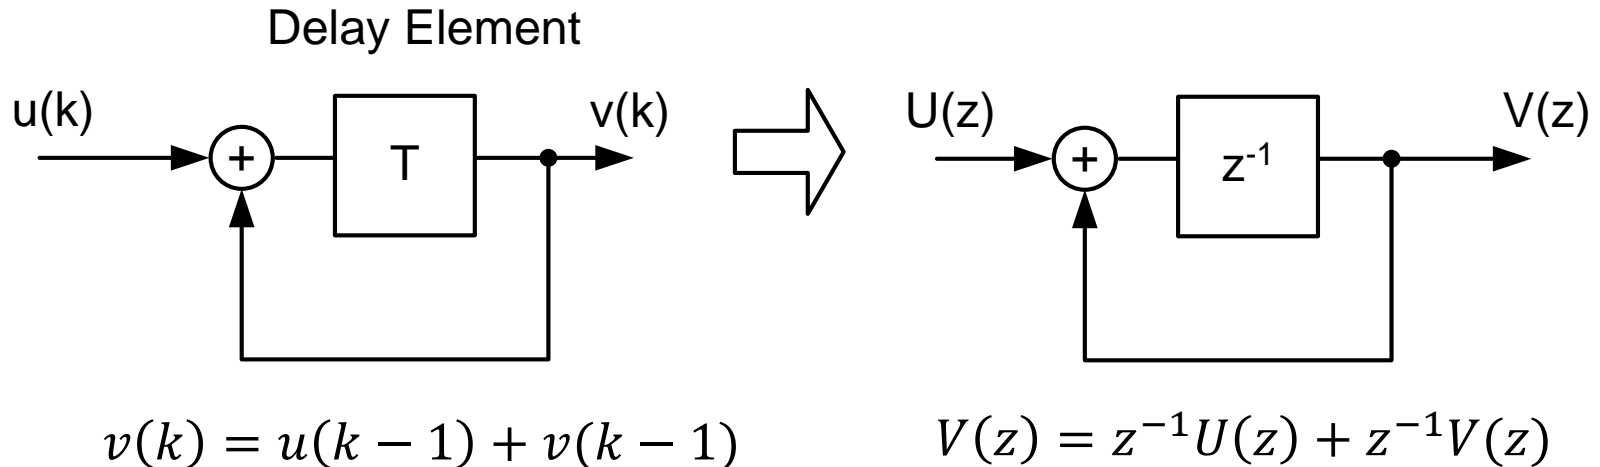 Delay Element
u(k)
+
T
v(k)
U(z)
+
z⁻¹
V(z)
v(k) = u(k − 1) + v(k − 1)
V(z) = z⁻¹U(z) + z⁻¹V(z)